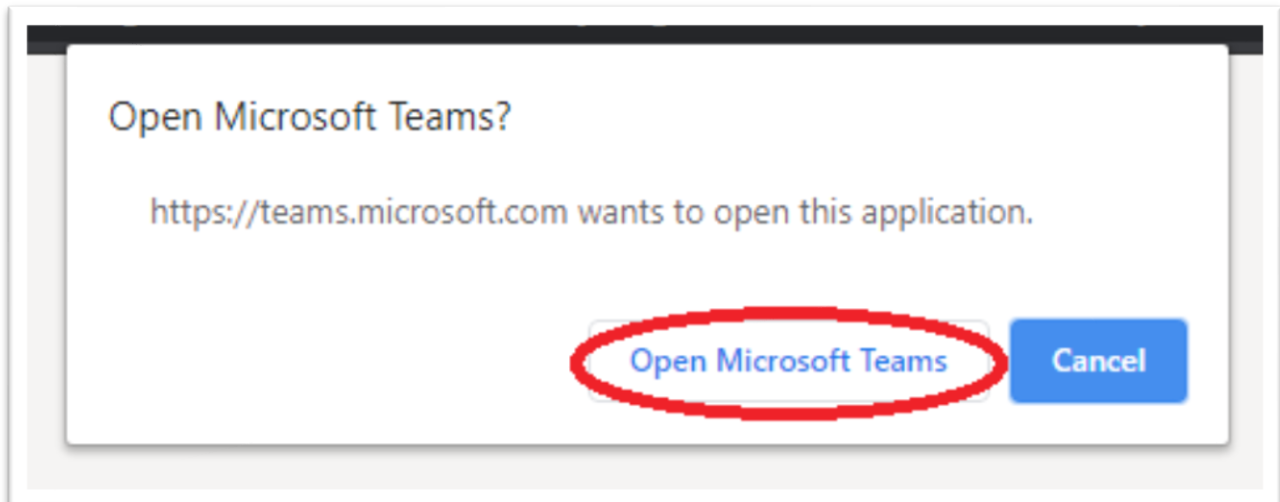 Open Microsoft Teams?
https://teams.microsoft.com wants to open this application.
Open Microsoft Teams Cancel